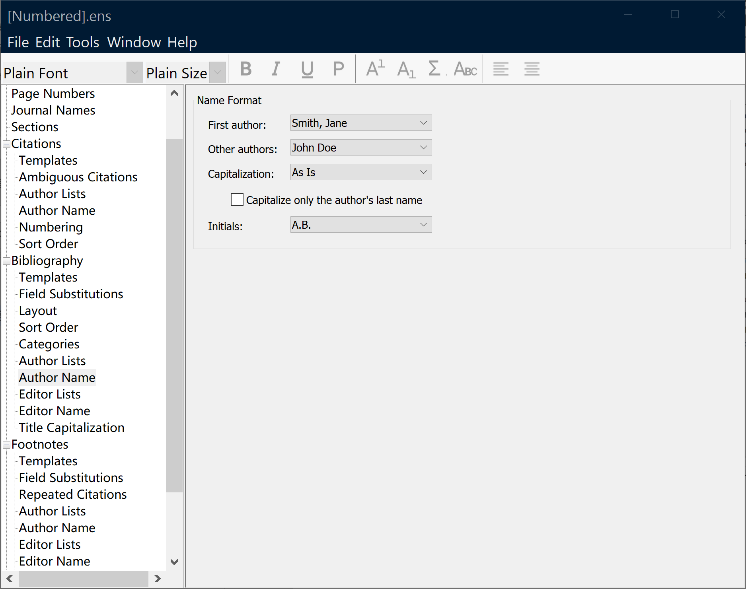 [Numbered].ens
File Edit Tools Window Help
Plain Font Plain Size B I U P A1 A1 Σ ABC
Page Numbers
Journal Names
Sections
Citations
Templates
Ambiguous Citations
Author Lists
Author Name
Numbering
Sort Order
Bibliography
Templates
Field Substitutions
Layout
Sort Order
Categories
Author Lists
Author Name
Editor Lists
Editor Name
Title Capitalization
Footnotes
Templates
Field Substitutions
Repeated Citations
Author Lists
Author Name
Editor Lists
Editor Name
Name Format
First author: Smith, Jane
Other authors: John Doe
Capitalization: As Is
Capitalize only the author's last name
Initials: A.B.